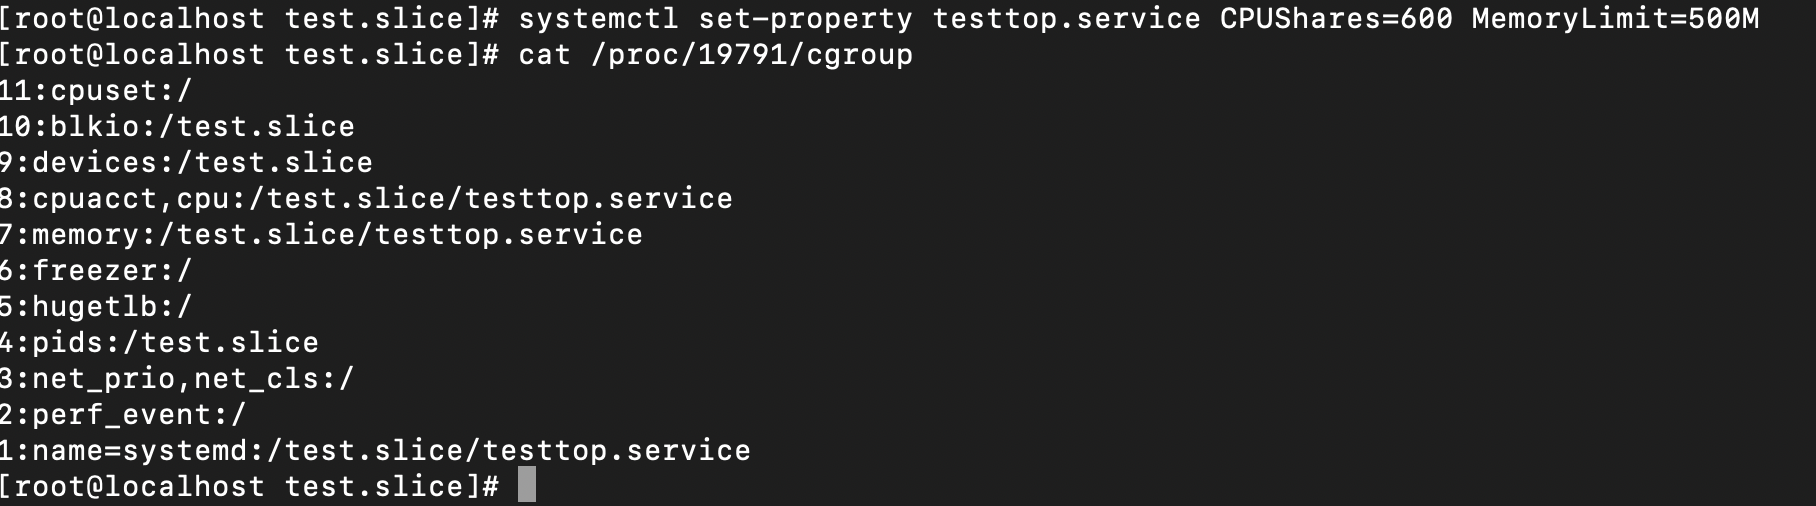 [root@localhost test.slice]# systemctl set-property testtop.service CPUShares=600 MemoryLimit=500M
[root@localhost test.slice]# cat /proc/19791/cgroup
11:cpuset:/
10:blkio:/test.slice
9:devices:/test.slice
8:cpuacct,cpu:/test.slice/testtop.service
7:memory:/test.slice/testtop.service
6:freezer:/
5:hugetlb:/
4:pids:/test.slice
3:net_prio,net_cls:/
2:perf_event:/
1:name=systemd:/test.slice/testtop.service
[root@localhost test.slice]#